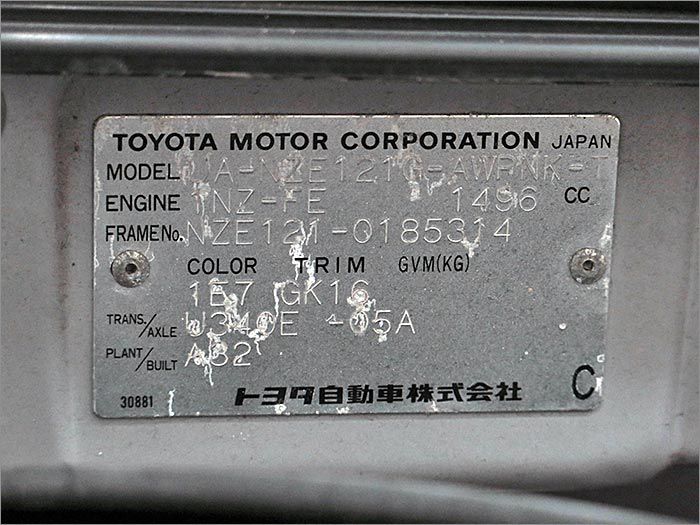 TOYOTA MOTOR CORPORATION JAPAN
MODEL UA-NZE121G-AWPNK-T
ENGINE 1NZ-FE 1496 CC
FRAME No. NZE121-0185314
COLOR TRIM GVM(KG)
1E7 GK16
TRANS./AXLE U340E -05A
PLANT/BUILT A32
30881 トヨタ自動車株式会社 C